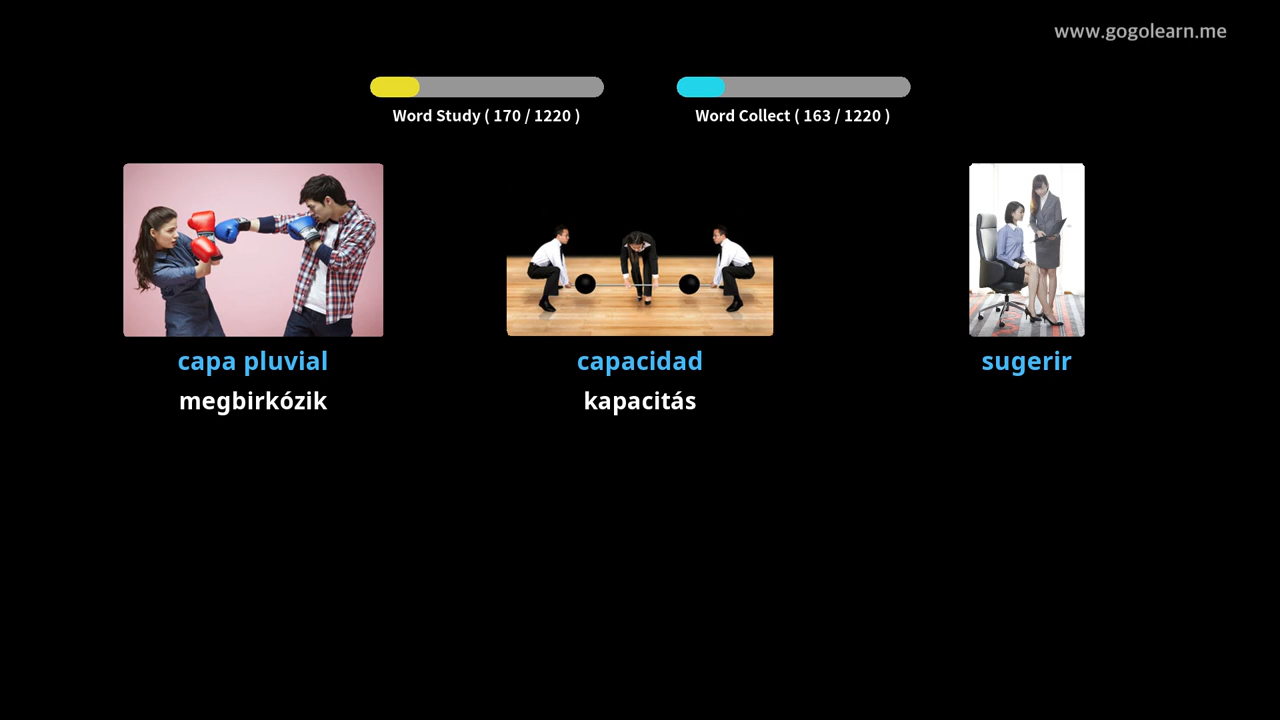 www.gogolearn.me
Word Study ( 170 / 1220 )
Word Collect ( 163 / 1220 )
capa pluvial
capacidad
sugerir
megbirkózik
kapacitás